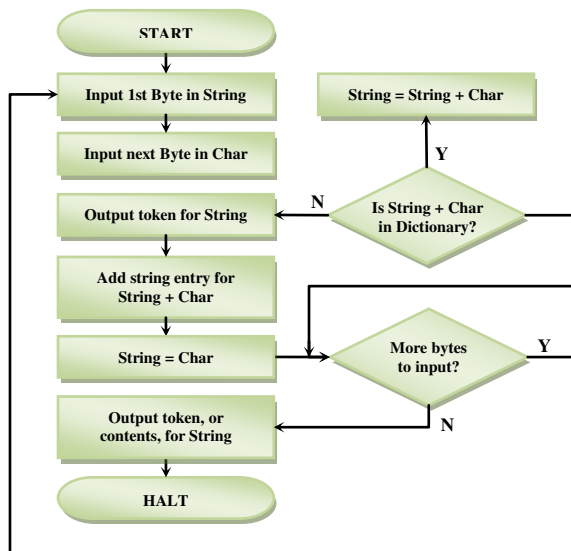 START
Input 1st Byte in String
String = String + Char
Input next Byte in Char
Y
N
Output token for String
Is String + Char
in Dictionary?
Add string entry for
String + Char
String = Char
More bytes
to input?
Y
N
Output token, or
contents, for String
HALT